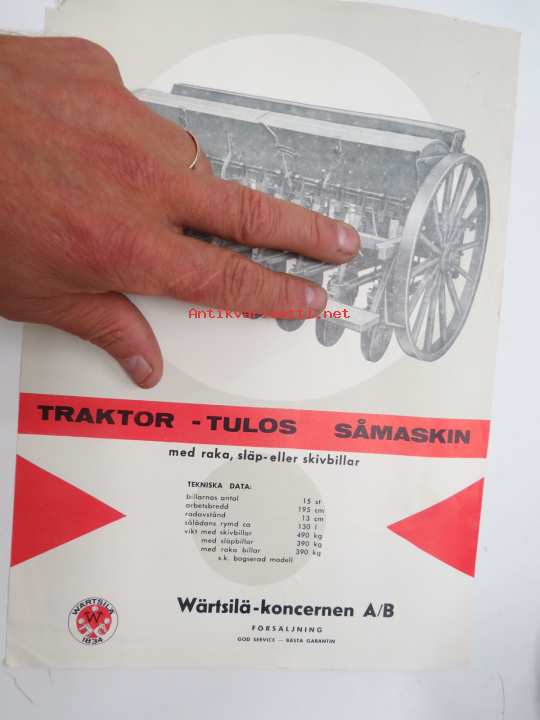 Antikvariaatti.net
TRAKTOR - TULOS SÅMASKIN
med raka, släp- eller skivbillar
TEKNISKA DATA:
billarnas antal 15 st
arbetsbredd 195 cm
radavstånd 13 cm
sålådans rymd ca 130 l
vikt med skivbillar 490 kg
med släpbillar 390 kg
med raka billar 390 kg
s.k. bogserad modell
Wärtsilä-koncernen A/B
FÖRSÄLJNING
GOD SERVICE — BÄSTA GARANTIN
WÄRTSILÄ
W
1834